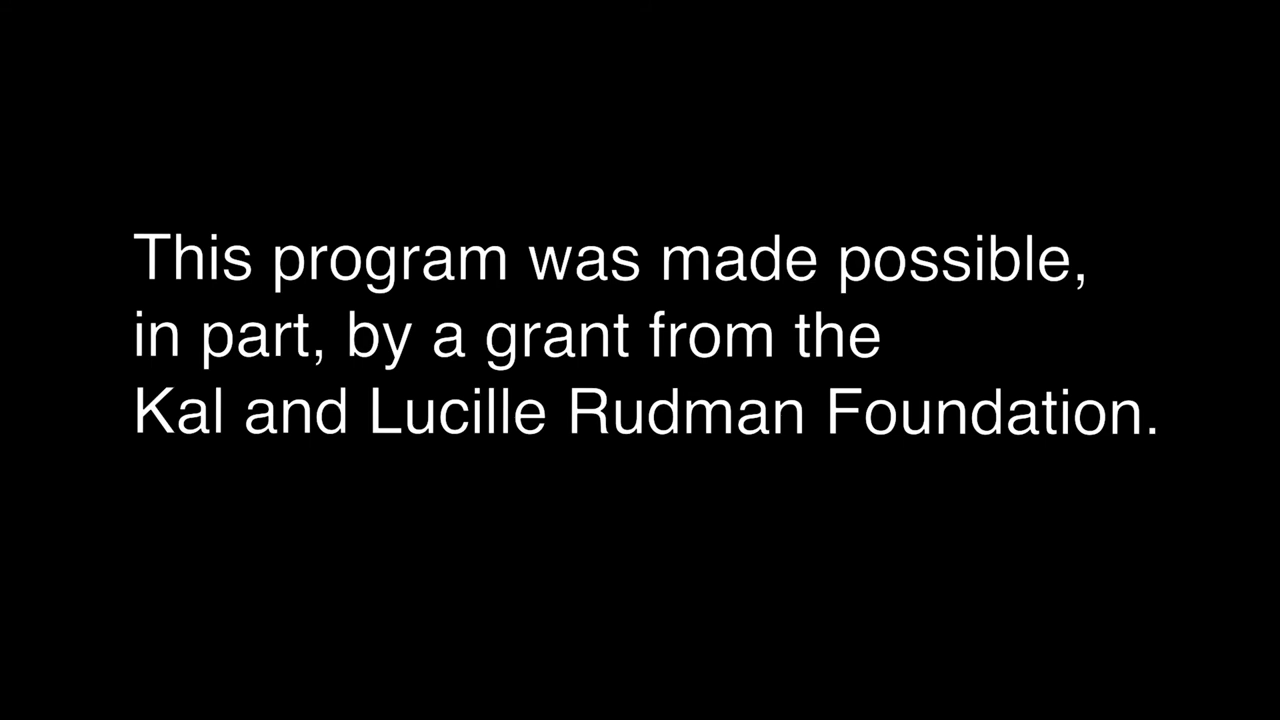 This program was made possible,
in part, by a grant from the
Kal and Lucille Rudman Foundation.